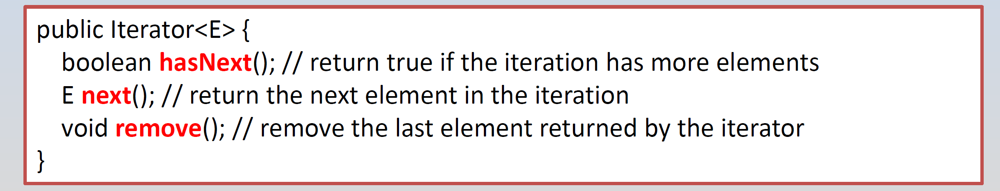 public Iterator<E> {
boolean hasNext(); // return true if the iteration has more elements
E next(); // return the next element in the iteration
void remove(); // remove the last element returned by the iterator
}